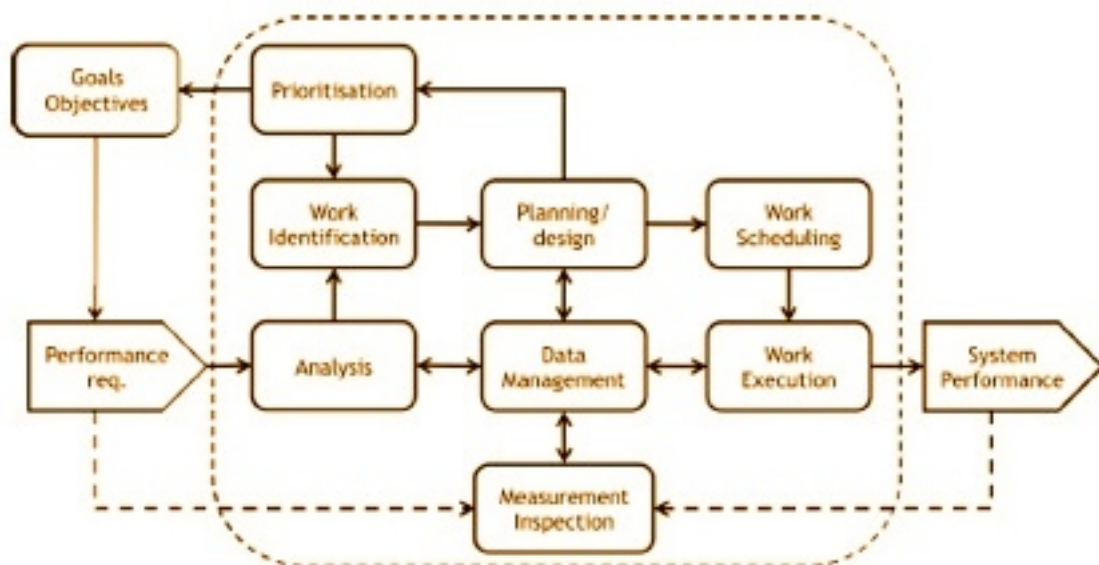 Goals
Objectives
Prioritisation
Work
Identification
Planning/
design
Work
Scheduling
Performance
req.
Analysis
Data
Management
Work
Execution
System
Performance
Measurement
Inspection